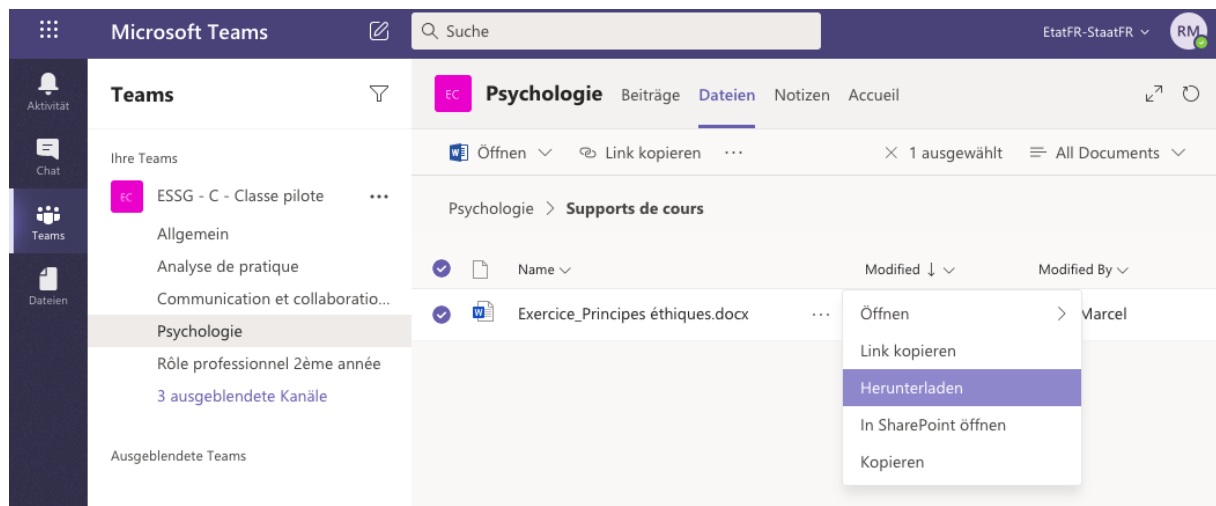 Microsoft Teams
Suche
EtatFR-StaatFR
RM
Aktivität
Chat
Teams
Dateien
Teams
Ihre Teams
EC ESSG - C - Classe pilote ...
Allgemein
Analyse de pratique
Communication et collaboratio...
Psychologie
Rôle professionnel 2ème année
3 ausgeblendete Kanäle
Ausgeblendete Teams
EC Psychologie Beiträge Dateien Notizen Accueil
Öffnen Link kopieren ... 1 ausgewählt All Documents
Psychologie > Supports de cours
Name Modified ↓ Modified By
Exercice_Principes éthiques.docx ... Marcel
Öffnen >
Link kopieren
Herunterladen
In SharePoint öffnen
Kopieren